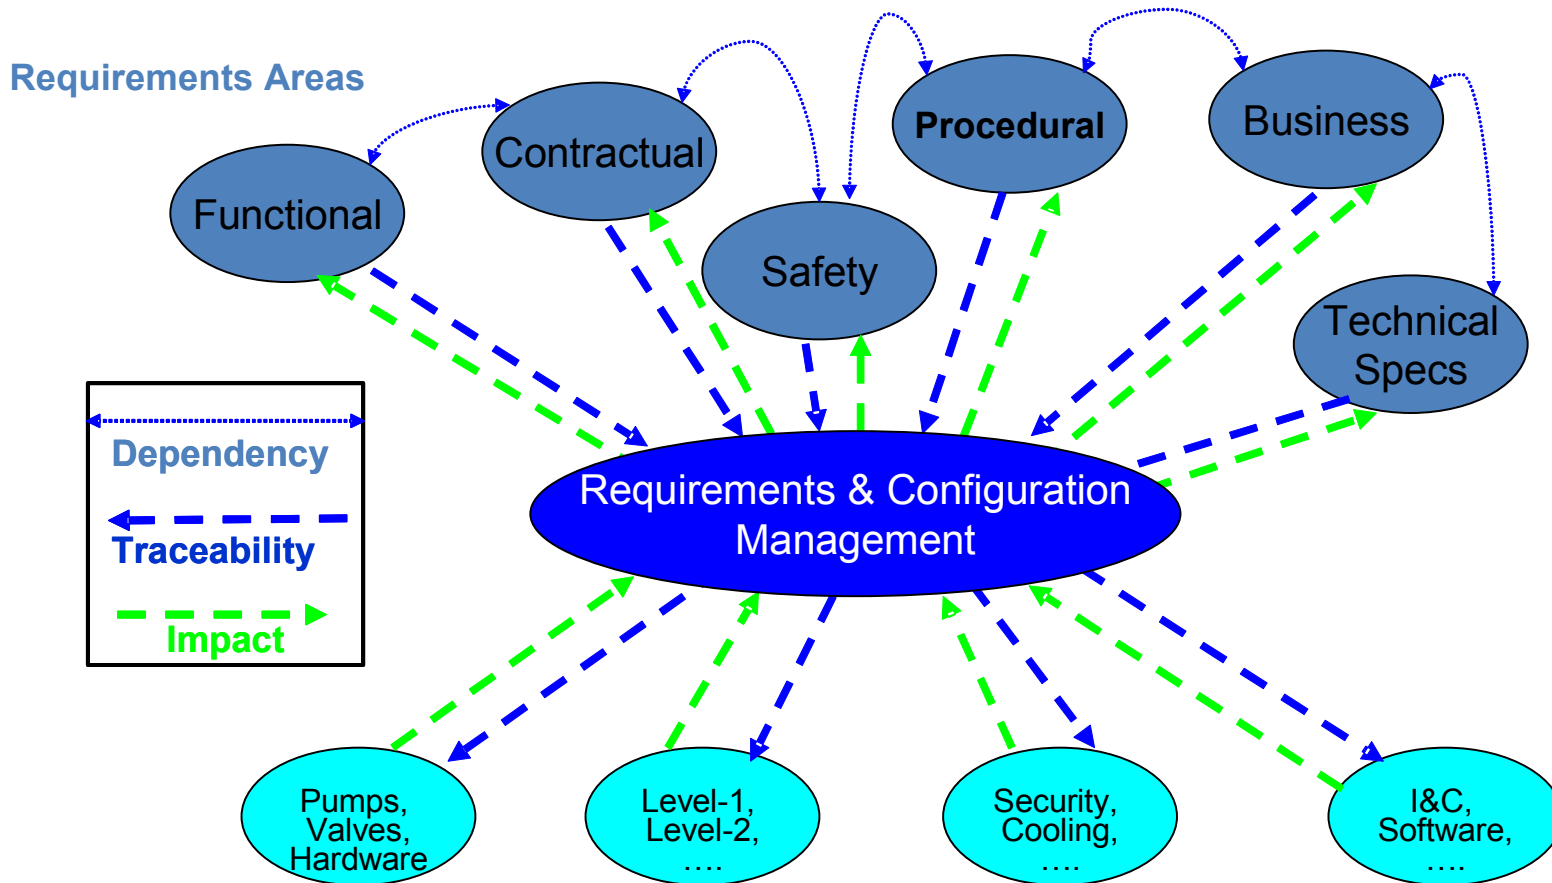 Requirements Areas
Functional
Contractual
Safety
Procedural
Business
Technical
Specs
Dependency
Traceability
Impact
Requirements & Configuration
Management
Pumps,
Valves,
Hardware
Level-1,
Level-2,
....
Security,
Cooling,
....
I&C,
Software,
....